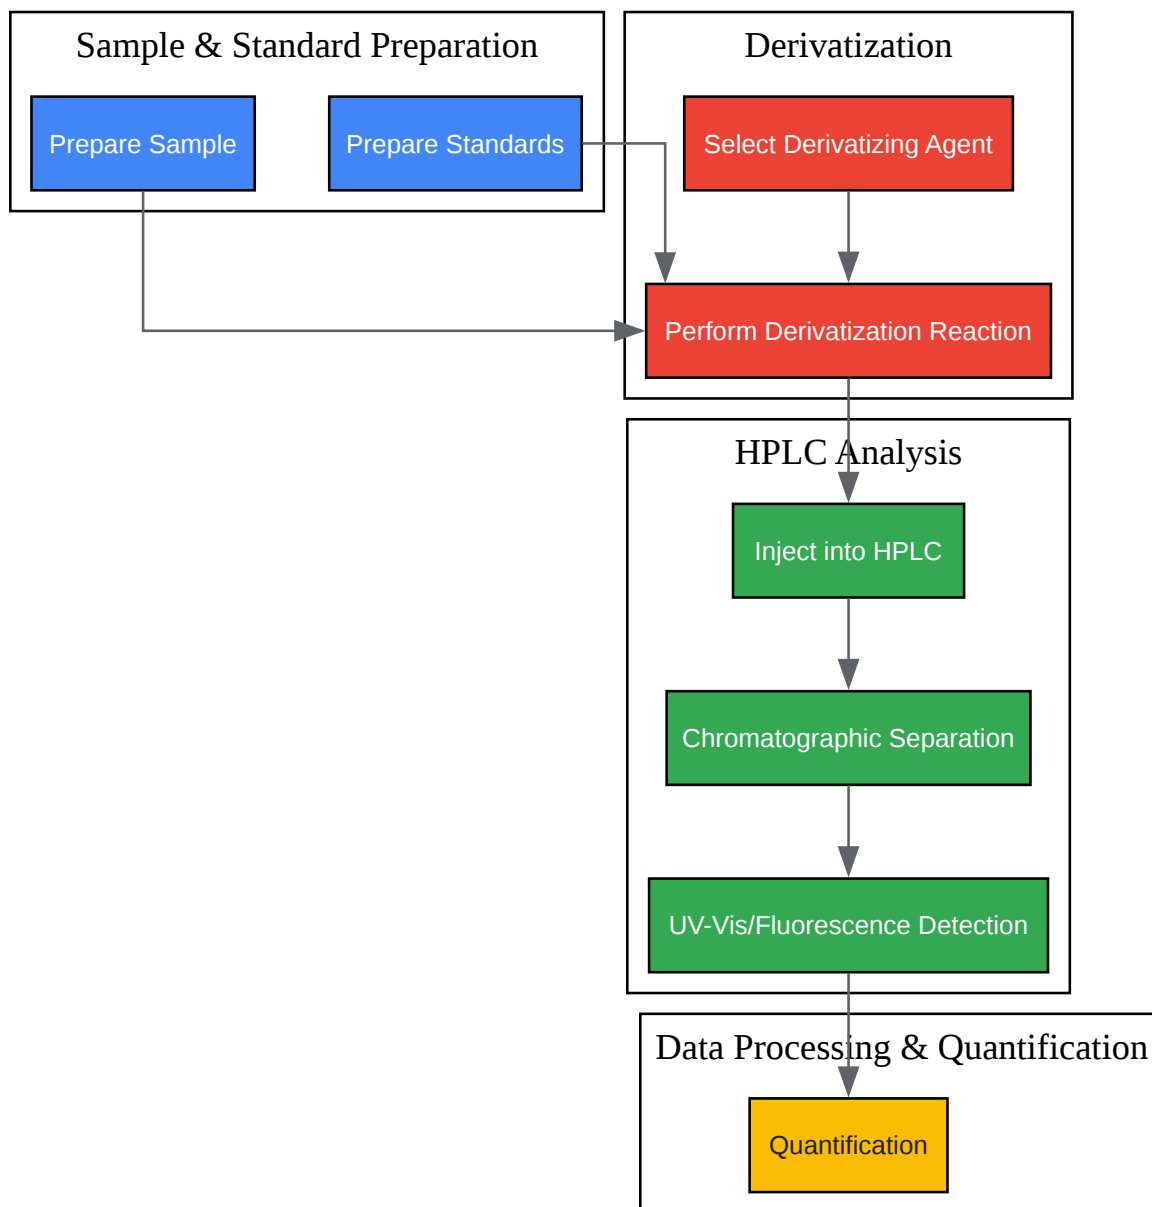 Sample & Standard Preparation
Prepare Sample
Prepare Standards
Derivatization
Select Derivatizing Agent
Perform Derivatization Reaction
HPLC Analysis
Inject into HPLC
Chromatographic Separation
UV-Vis/Fluorescence Detection
Data Processing & Quantification
Quantification